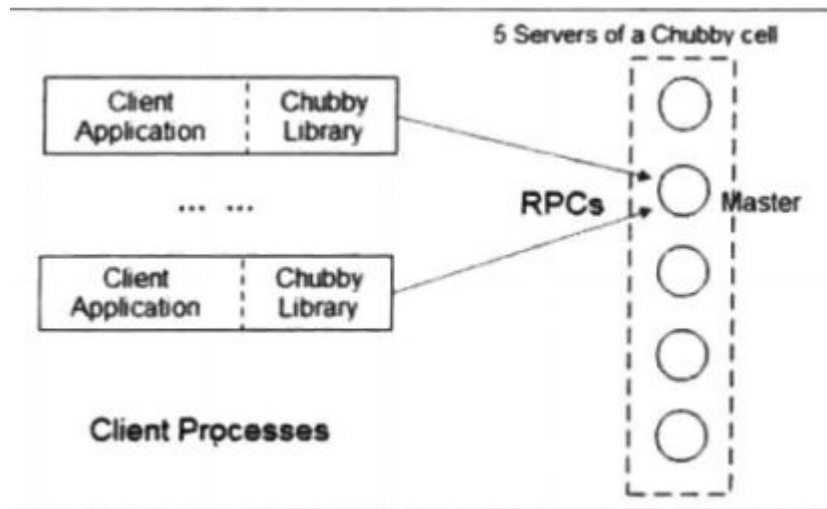 5 Servers of a Chubby cell
Client
Application
Chubby
Library
... ...
RPCs
Master
Client
Application
Chubby
Library
Client Processes